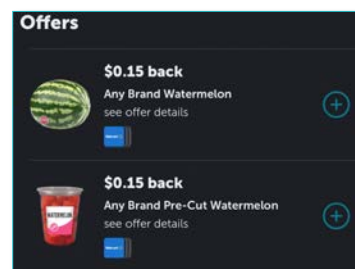 Offers
$0.15 back
Any Brand Watermelon
see offer details
$0.15 back
Any Brand Pre-Cut Watermelon
WATERMELON
see offer details